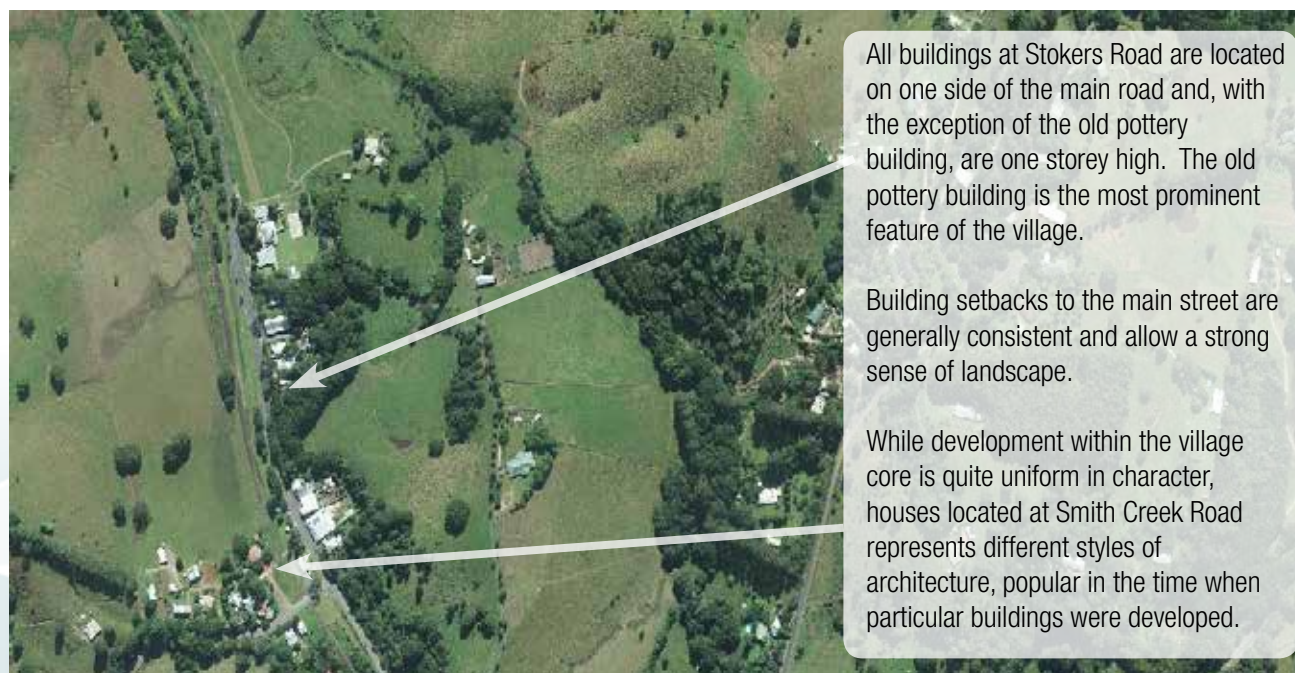 All buildings at Stokers Road are located
on one side of the main road and, with
the exception of the old pottery
building, are one storey high.  The old
pottery building is the most prominent
feature of the village.
Building setbacks to the main street are
generally consistent and allow a strong
sense of landscape.
While development within the village
core is quite uniform in character,
houses located at Smith Creek Road
represents different styles of
architecture, popular in the time when
particular buildings were developed.